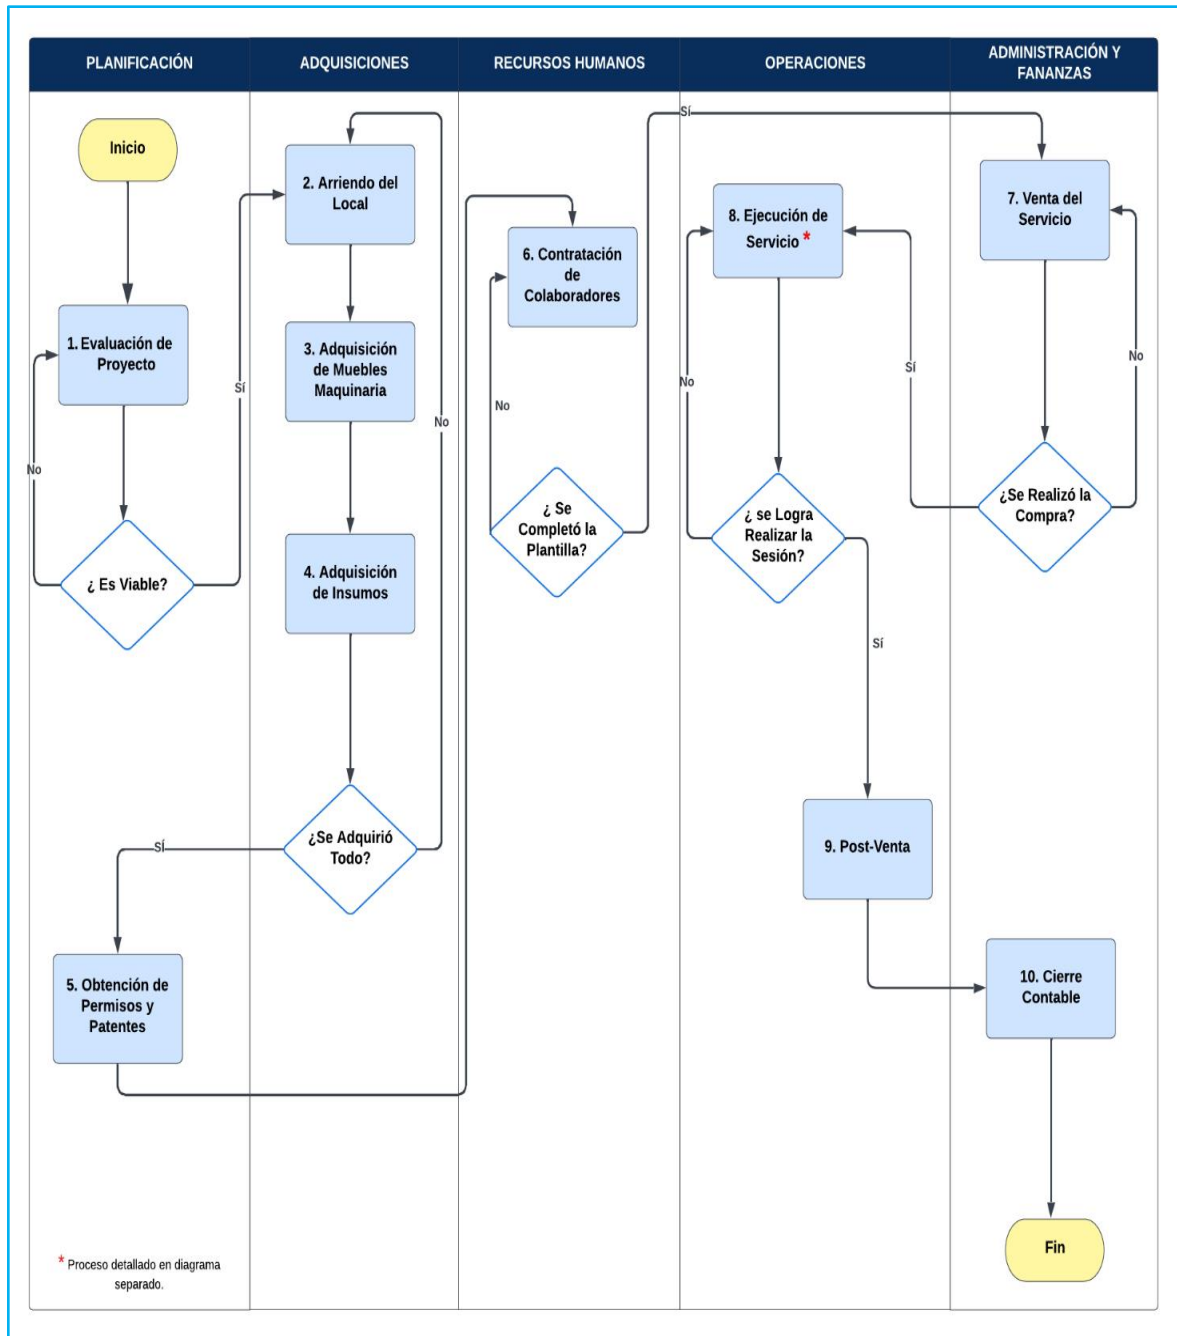 PLANIFICACIÓN
ADQUISICIONES
RECURSOS HUMANOS
OPERACIONES
ADMINISTRACIÓN Y
FANANZAS
Inicio
1. Evaluación de
Proyecto
No
¿ Es Viable?
Sí
2. Arriendo del
Local
3. Adquisición
de Muebles
Maquinaria
4. Adquisición
de Insumos
No
¿Se Adquirió
Todo?
SÍ
5. Obtención de
Permisos y
Patentes
6. Contratación
de
Colaboradores
No
¿ Se
Completó la
Plantilla?
Sí
7. Venta del
Servicio
No
¿Se Realizó la
Compra?
Sí
8. Ejecución de
Servicio *
No
¿ se Logra
Realizar la
Sesión?
Sí
9. Post-Venta
10. Cierre
Contable
Fin
* Proceso detallado en diagrama
separado.